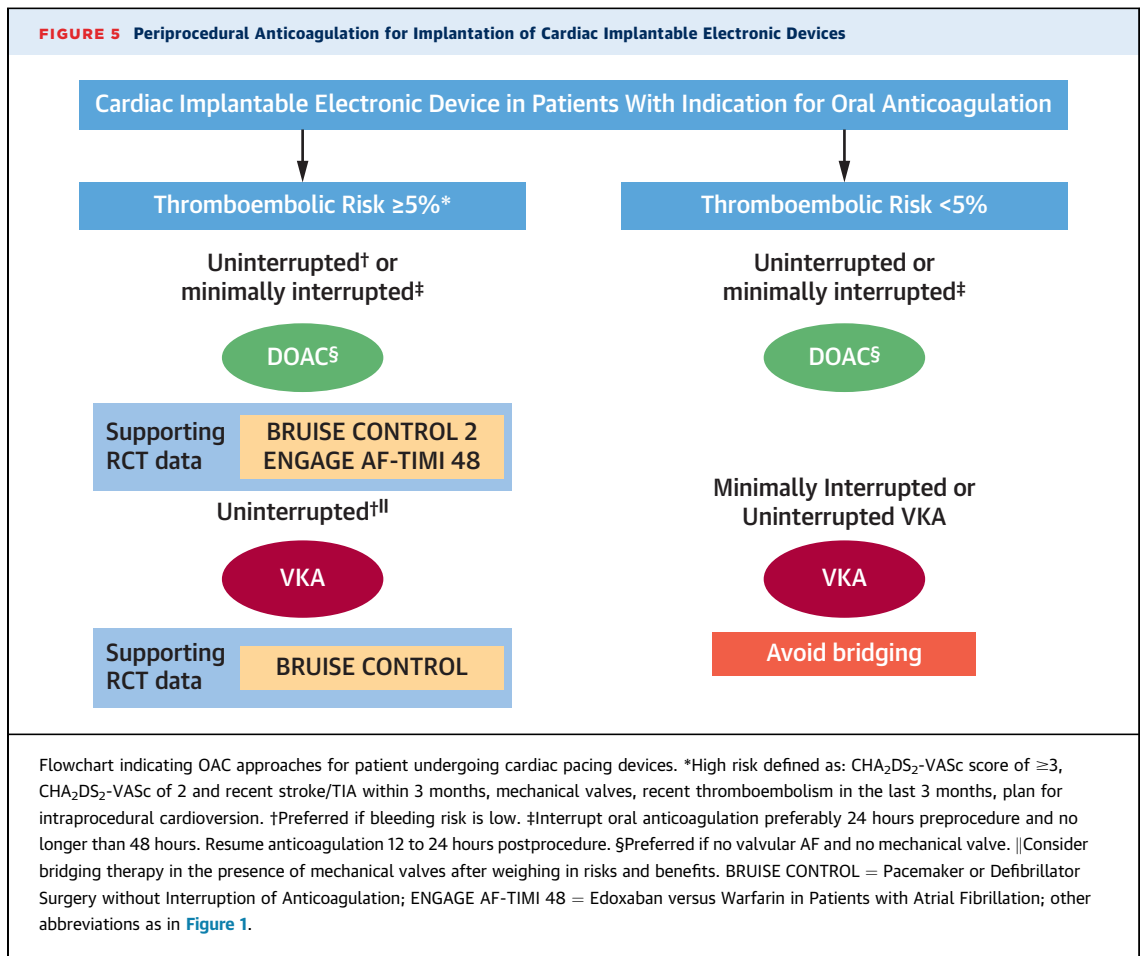 FIGURE 5 Periprocedural Anticoagulation for Implantation of Cardiac Implantable Electronic Devices
Cardiac Implantable Electronic Device in Patients With Indication for Oral Anticoagulation
Thromboembolic Risk ≥5%*
Uninterrupted† or
minimally interrupted‡
DOAC§
Supporting
RCT data
BRUISE CONTROL 2
ENGAGE AF-TIMI 48
Uninterrupted†||
VKA
Supporting
RCT data
BRUISE CONTROL
Thromboembolic Risk <5%
Uninterrupted or
minimally interrupted‡
DOAC§
Minimally Interrupted or
Uninterrupted VKA
VKA
Avoid bridging
Flowchart indicating OAC approaches for patient undergoing cardiac pacing devices. *High risk defined as: CHA₂DS₂-VASc score of ≥3,
CHA₂DS₂-VASc of 2 and recent stroke/TIA within 3 months, mechanical valves, recent thromboembolism in the last 3 months, plan for
intraprocedural cardioversion. †Preferred if bleeding risk is low. ‡Interrupt oral anticoagulation preferably 24 hours preprocedure and no
longer than 48 hours. Resume anticoagulation 12 to 24 hours postprocedure. §Preferred if no valvular AF and no mechanical valve. ||Consider
bridging therapy in the presence of mechanical valves after weighing in risks and benefits. BRUISE CONTROL = Pacemaker or Defibrillator
Surgery without Interruption of Anticoagulation; ENGAGE AF-TIMI 48 = Edoxaban versus Warfarin in Patients with Atrial Fibrillation; other
abbreviations as in Figure 1.